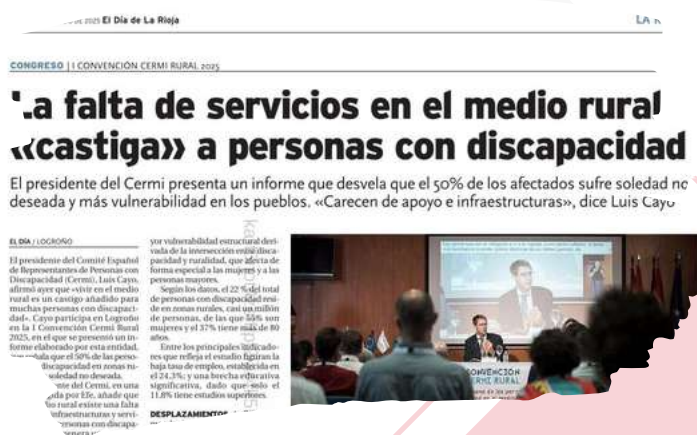 DE 2025 El Día de La Rioja
LA
CONGRESO | I CONVENCIÓN CERMI RURAL 2025
La falta de servicios en el medio rural
«castiga» a personas con discapacidad
El presidente del Cermi presenta un informe que desvela que el 50% de los afectados sufre soledad no
deseada y más vulnerabilidad en los pueblos. «Carecen de apoyo e infraestructuras», dice Luis Cayo
EL DÍA / LOGROÑO
El presidente del Comité Español
de Representantes de Personas con
Discapacidad (Cermi), Luis Cayo,
afirmó ayer que «vivir en el medio
rural es un castigo añadido para
muchas personas con discapaci-
dad». Cayo participa en Logroño
en la I Convención Cermi Rural
2025, en el que se presentó un in-
forme elaborado por esta entidad,
que señala que el 50% de las perso-
discapacidad en zonas ru-
soledad no deseada.
del Cermi, en una
por Efe, añade que
rural existe una falta
infraestructuras y servi-
personas con discapa-
yor vulnerabilidad estructural deri-
vada de la intersección entre disca-
pacidad y ruralidad, que afecta de
forma especial a las mujeres y a las
personas mayores.
Según los datos, el 22 % del total
de personas con discapacidad resi-
de en zonas rurales, casi un millón
de personas, de las que 55% son
mujeres y el 37% tiene más de 80
años.
Entre los principales indicado-
res que refleja el estudio figuran la
baja tasa de empleo, establecida en
el 24,3%; y una brecha educativa
significativa, dado que solo el
11,8% tiene estudios superiores.
DESPLAZAMIENTOS
CONVENCIÓN
CERMI RURAL